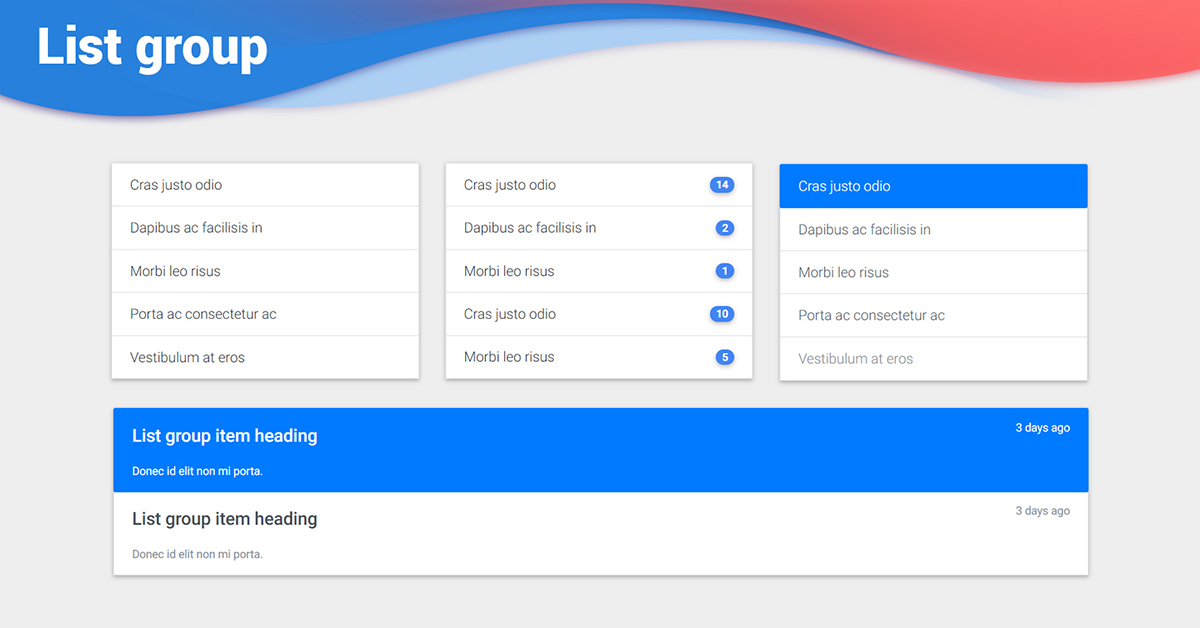 List group
Cras justo odio
Dapibus ac facilisis in
Morbi leo risus
Porta ac consectetur ac
Vestibulum at eros
Cras justo odio 14
Dapibus ac facilisis in 2
Morbi leo risus 1
Cras justo odio 10
Morbi leo risus 5
Cras justo odio
Dapibus ac facilisis in
Morbi leo risus
Porta ac consectetur ac
Vestibulum at eros
List group item heading 3 days ago
Donec id elit non mi porta.
List group item heading 3 days ago
Donec id elit non mi porta.